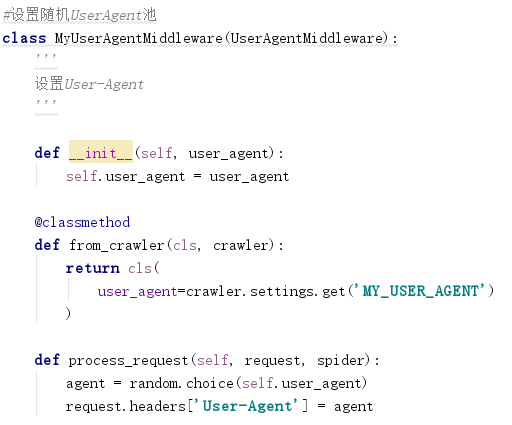 #设置随机UserAgent池
class MyUserAgentMiddleware(UserAgentMiddleware):
    '''
    设置User-Agent
    '''

    def __init__(self, user_agent):
        self.user_agent = user_agent

    @classmethod
    def from_crawler(cls, crawler):
        return cls(
            user_agent=crawler.settings.get('MY_USER_AGENT')
        )

    def process_request(self, request, spider):
        agent = random.choice(self.user_agent)
        request.headers['User-Agent'] = agent